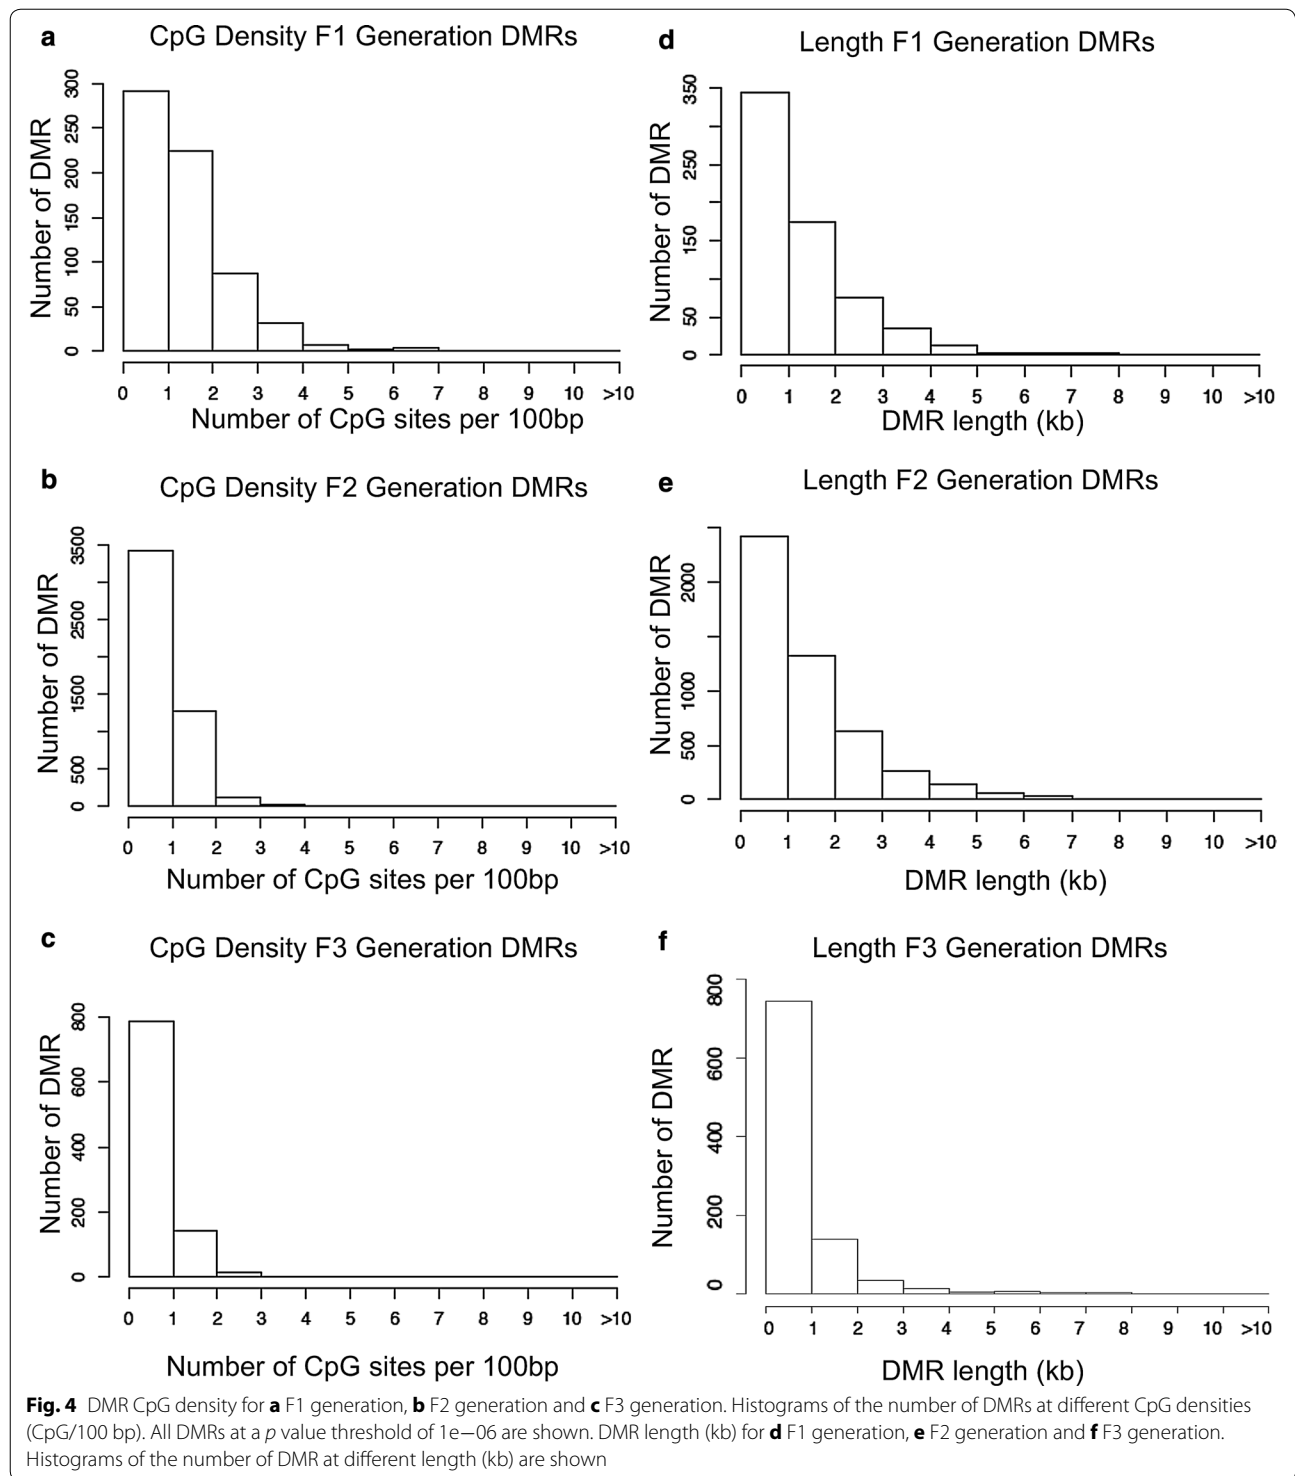 a
CpG Density F1 Generation DMRs
Number of DMR
300
250
200
150
100
50
0
0 1 2 3 4 5 6 7 8 9 10 >10
Number of CpG sites per 100bp
d
Length F1 Generation DMRs
Number of DMR
350
250
150
50
0
0 1 2 3 4 5 6 7 8 9 10 >10
DMR length (kb)
b
CpG Density F2 Generation DMRs
Number of DMR
3500
2500
1500
500
0
0 1 2 3 4 5 6 7 8 9 10 >10
Number of CpG sites per 100bp
e
Length F2 Generation DMRs
Number of DMR
2000
1000
500
0
0 1 2 3 4 5 6 7 8 9 10 >10
DMR length (kb)
c
CpG Density F3 Generation DMRs
Number of DMR
800
600
400
200
0
0 1 2 3 4 5 6 7 8 9 10 >10
Number of CpG sites per 100bp
f
Length F3 Generation DMRs
Number of DMR
800
600
400
200
0
0 1 2 3 4 5 6 7 8 9 10 >10
DMR length (kb)
Fig. 4 DMR CpG density for a F1 generation, b F2 generation and c F3 generation. Histograms of the number of DMRs at different CpG densities
(CpG/100 bp). All DMRs at a p value threshold of 1e−06 are shown. DMR length (kb) for d F1 generation, e F2 generation and f F3 generation.
Histograms of the number of DMR at different length (kb) are shown